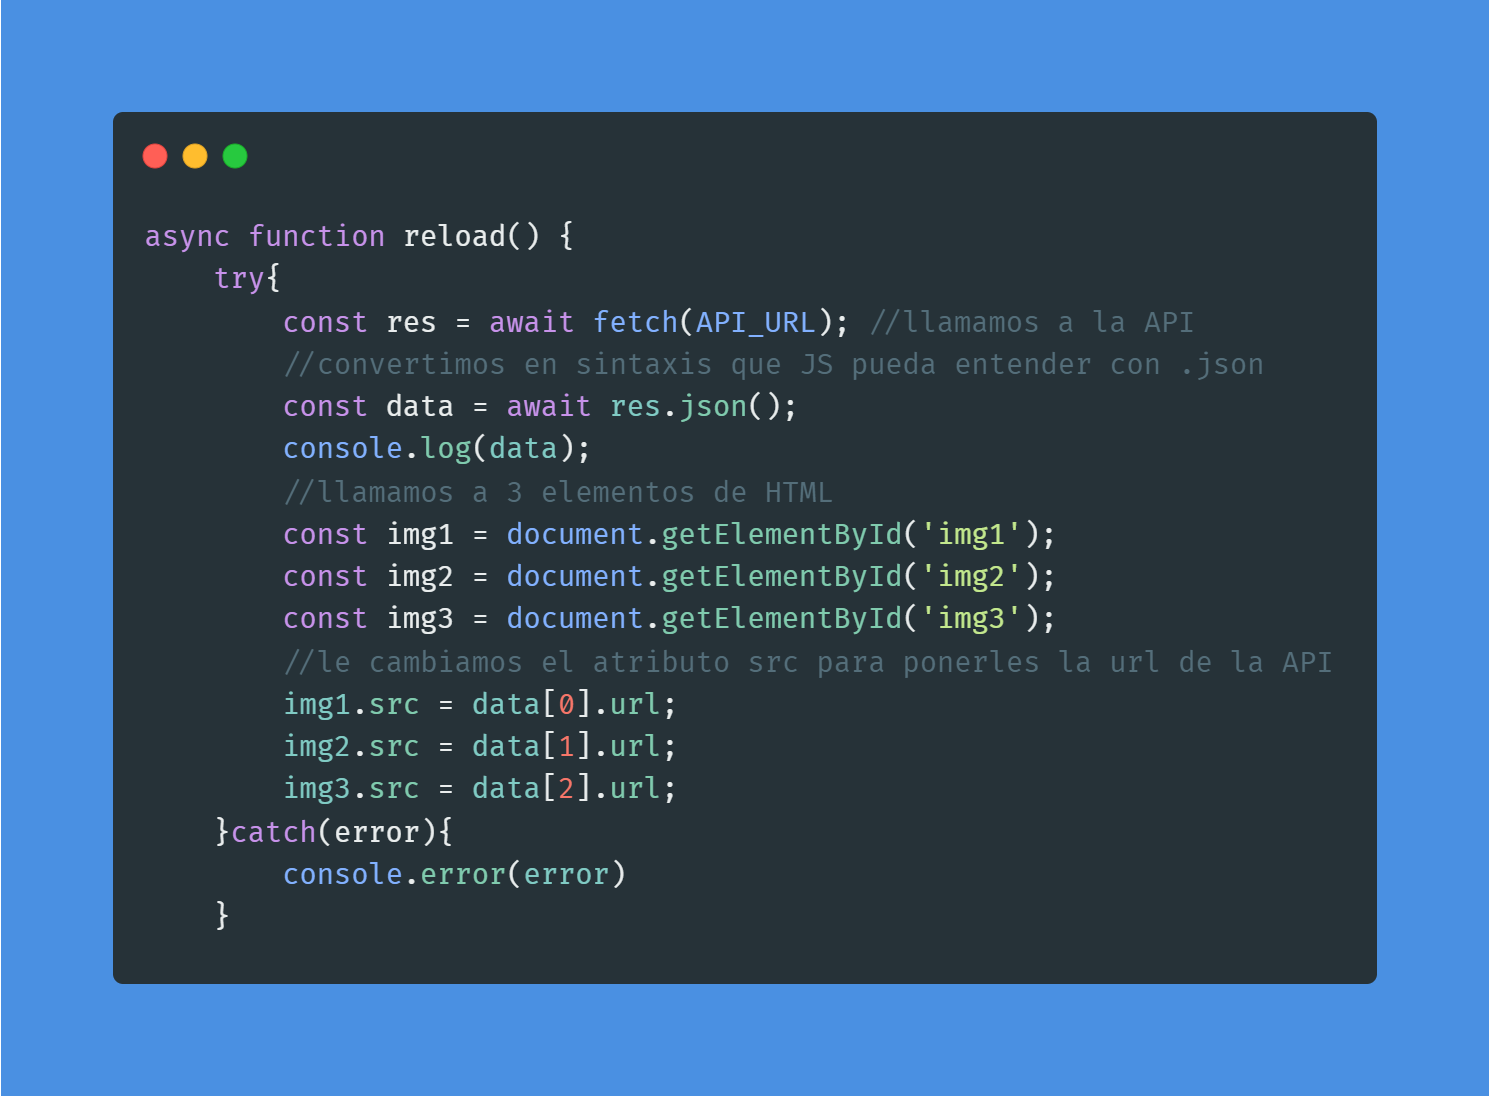 async function reload() {
    try{
        const res = await fetch(API_URL); //llamamos a la API
        //convertimos en sintaxis que JS pueda entender con .json
        const data = await res.json();
        console.log(data);
        //llamamos a 3 elementos de HTML
        const img1 = document.getElementById('img1');
        const img2 = document.getElementById('img2');
        const img3 = document.getElementById('img3');
        //le cambiamos el atributo src para ponerles la url de la API
        img1.src = data[0].url;
        img2.src = data[1].url;
        img3.src = data[2].url;
    }catch(error){
        console.error(error)
    }